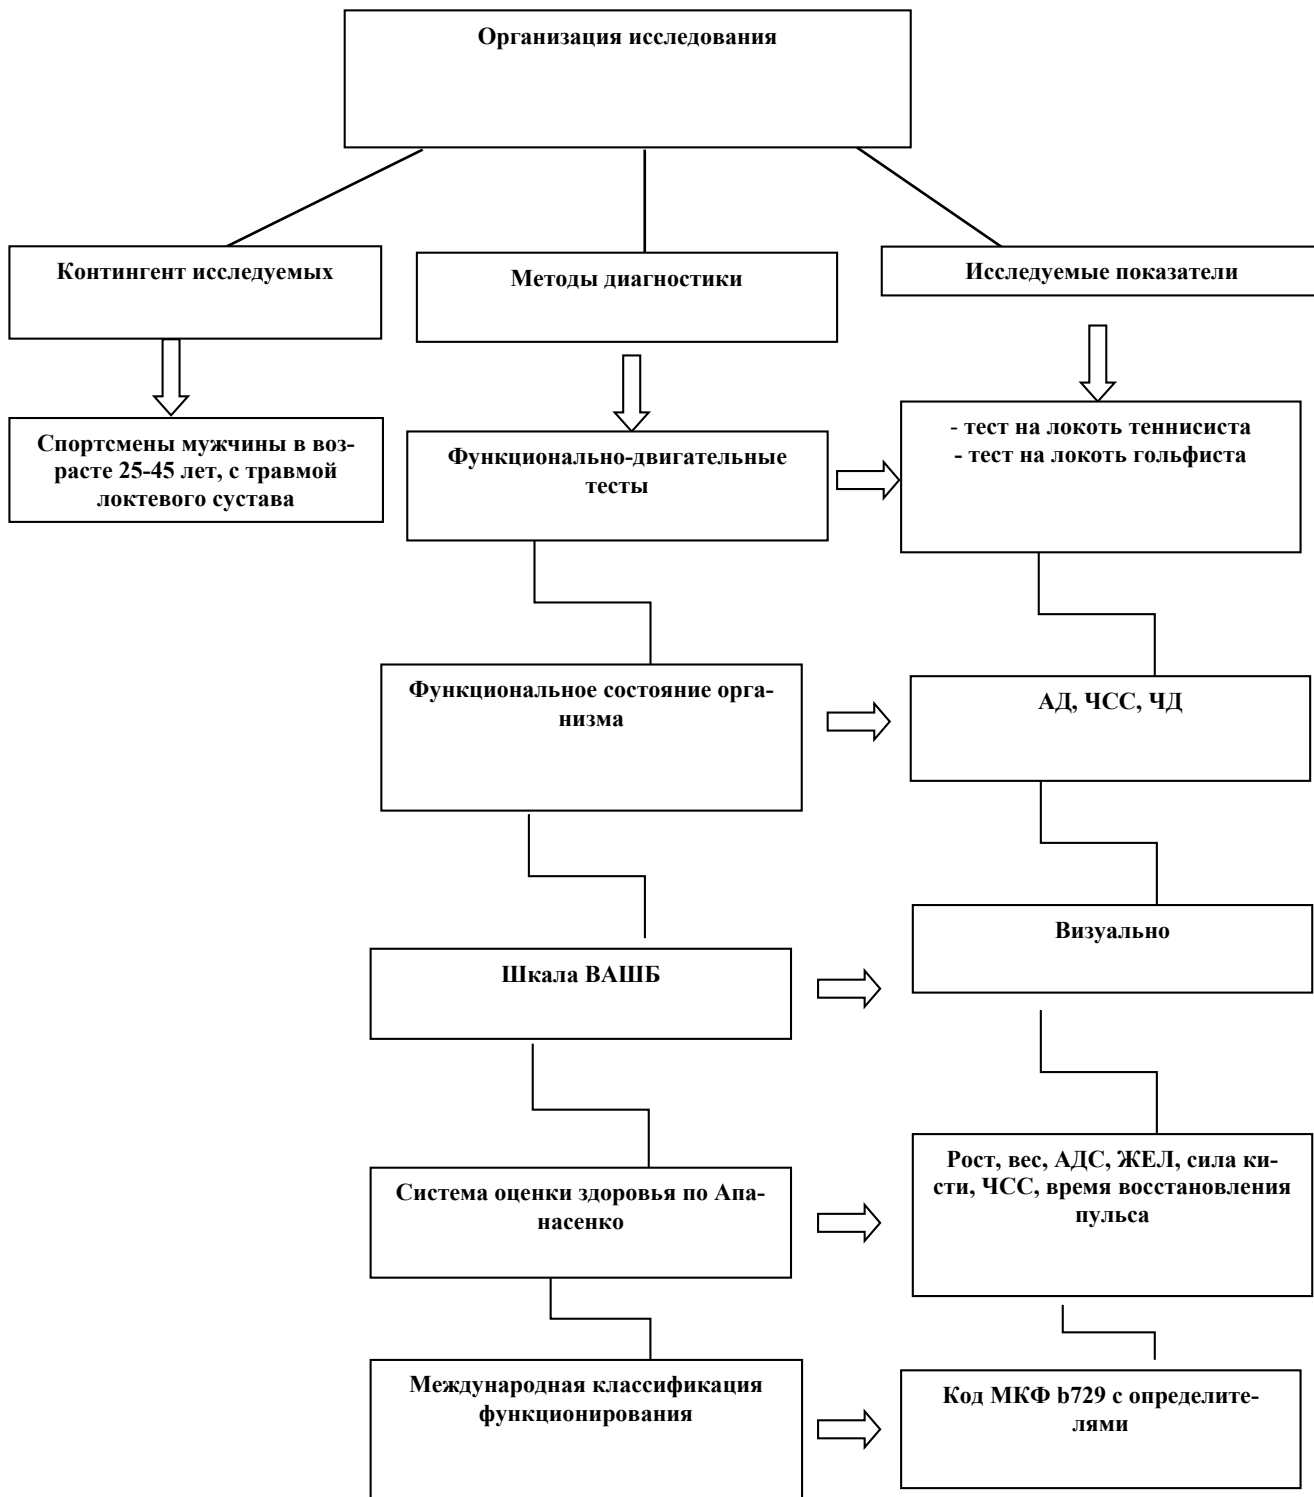 Организация исследования
Контингент исследуемых
Методы диагностики
Исследуемые показатели
Спортсмены мужчины в воз-
расте 25-45 лет, с травмой
локтевого сустава
Функционально-двигательные
тесты
- тест на локоть теннисиста
- тест на локоть гольфиста
Функциональное состояние орга-
низма
АД, ЧСС, ЧД
Шкала ВАШБ
Визуально
Система оценки здоровья по Апа-
насенко
Рост, вес, АДС, ЖЕЛ, сила ки-
сти, ЧСС, время восстановления
пульса
Международная классификация
функционирования
Код МКФ b729 с определите-
лями